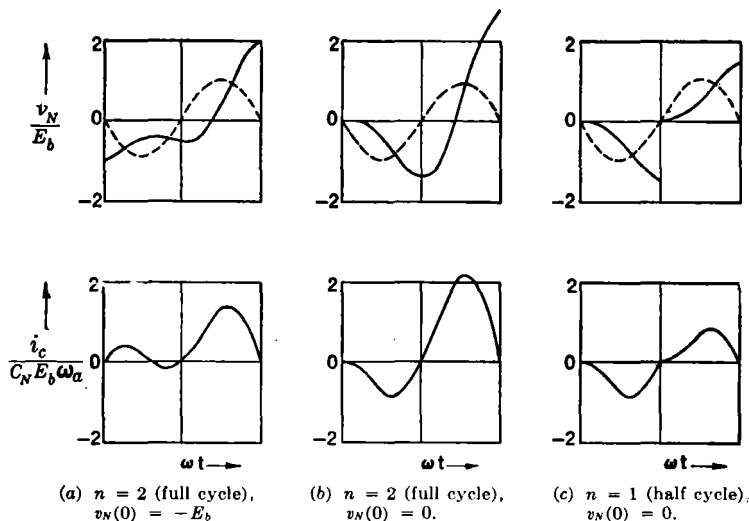 2
2
2
v_N
E_b
0
0
0
-2
-2
-2
2
2
2
i_c
C_N E_b ω_a
0
0
0
-2
-2
-2
ωt
ωt
ωt
(a) n = 2 (full cycle),
v_N(0) = −E_b
(b) n = 2 (full cycle),
v_N(0) = 0.
(c) n = 1 (half cycle),
v_N(0) = 0.